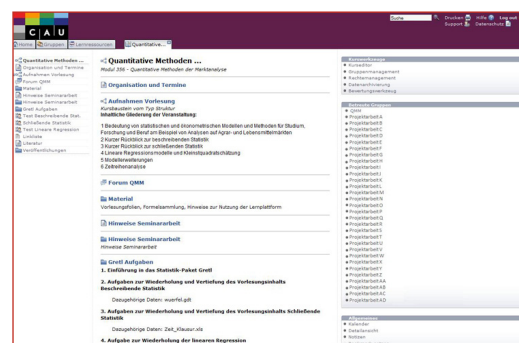 Suche
Drucken
Hilfe
Log out
Support
Datenschutz
CAU
Home
Gruppen
Lernressourcen
Quantitative...
Quantitative Methoden ...
Organisation und Termine
Aufnahmen Vorlesung
Forum QMM
Material
Hinweise Seminararbeit
Hinweise Seminararbeit
Gretl Aufgaben
Test Beschreibende Stat.
Schließende Statistik
Test Lineare Regression
Linkliste
Literatur
Veröffentlichungen
Quantitative Methoden ...
Modul 356 - Quantitative Methoden der Marktanalyse
Organisation und Termine
Aufnahmen Vorlesung
Kursbaustein vom Typ Struktur
Inhaltliche Gliederung der Veranstaltung:
1 Bedeutung von statistischen und ökonometrischen Modellen und Methoden für Studium,
Forschung und Beruf am Beispiel von Analysen auf Agrar- und Lebensmittelmärkten
2 Kurzer Rückblick zur beschreibenden Statistik
3 Kurzer Rückblick zur schließenden Statistik
4 Lineare Regressionsmodelle und Kleinstquadratschätzung
5 Modellerweiterungen
6 Zeitreihenanalyse
Forum QMM
Material
Vorlesungsfolien, Formelsammlung, Hinweise zur Nutzung der Lernplattform
Hinweise Seminararbeit
Hinweise Seminararbeit
Hinweise Seminararbeit
Gretl Aufgaben
1. Einführung in das Statistik-Paket Gretl
2. Aufgaben zur Wiederholung und Vertiefung des Vorlesungsinhalts
Beschreibende Statistik
Dazugehörige Daten: wuerfel.gdt
3. Aufgaben zur Wiederholung und Vertiefung des Vorlesungsinhalts Schließende
Statistik
Dazugehörige Daten: Zeit_Klausur.xls
4. Aufgabe zur Wiederholung der linearen Regression
Kurswerkzeuge
Kurseditor
Gruppenmanagement
Rechtemanagement
Datenarchivierung
Bewertungswerkzeug
Betreute Gruppen
QMM
Projektarbeit A
Projektarbeit B
Projektarbeit C
Projektarbeit D
Projektarbeit E
Projektarbeit F
Projektarbeit G
Projektarbeit H
Projektarbeit I
Projektarbeit J
Projektarbeit K
Projektarbeit L
Projektarbeit M
Projektarbeit N
Projektarbeit O
Projektarbeit P
Projektarbeit Q
Projektarbeit R
Projektarbeit S
Projektarbeit T
Projektarbeit U
Projektarbeit V
Projektarbeit W
Projektarbeit X
Projektarbeit Y
Projektarbeit Z
Projektarbeit AA
Projektarbeit AB
Projektarbeit AC
Projektarbeit AD
Allgemeines
Kalender
Detailansicht
Notizen